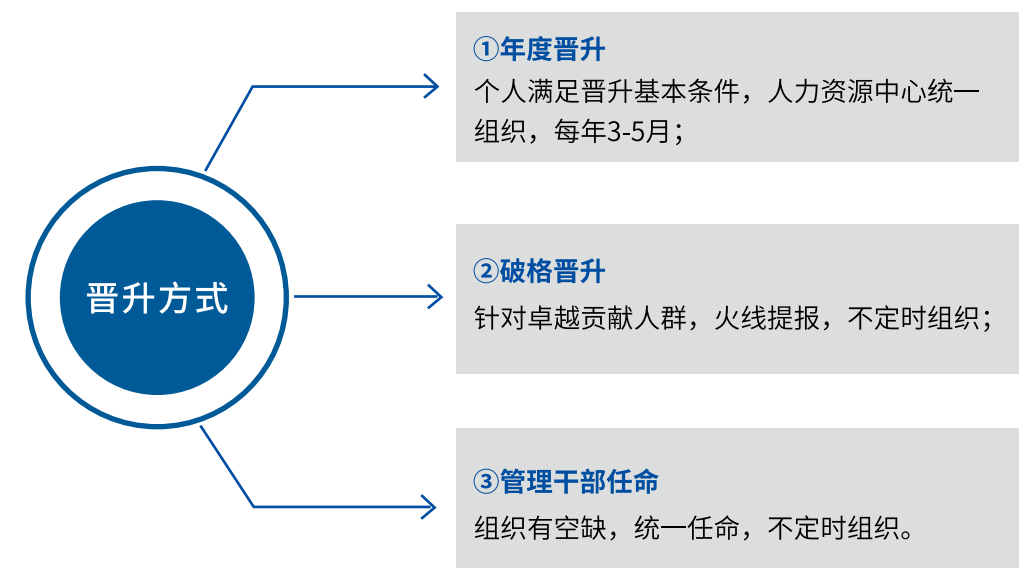 晋升方式
①年度晋升
个人满足晋升基本条件，人力资源中心统一
组织，每年3-5月；
②破格晋升
针对卓越贡献人群，火线提报，不定时组织；
③管理干部任命
组织有空缺，统一任命，不定时组织。